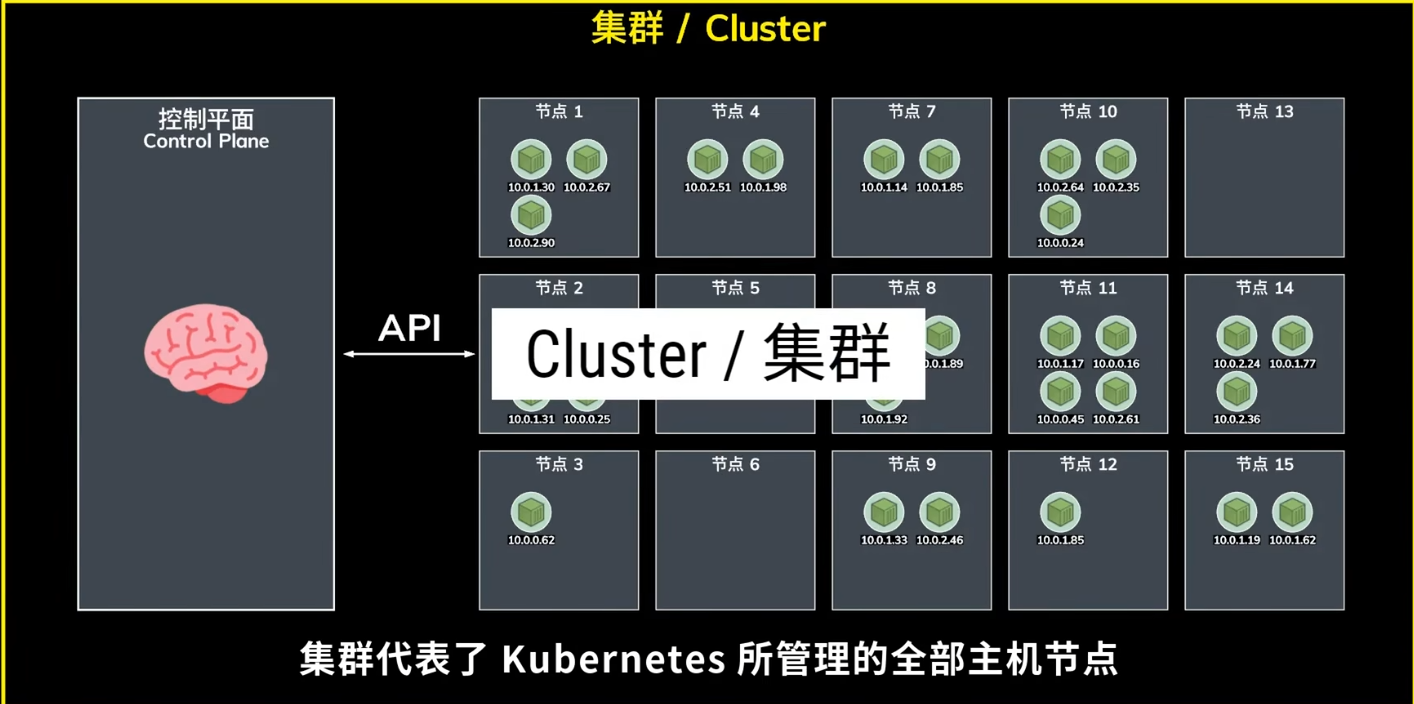 集群 / Cluster
控制平面
Control Plane
API
节点 1
10.0.1.30 10.0.2.67
10.0.2.90
节点 4
10.0.2.51 10.0.1.98
节点 7
10.0.1.14 10.0.1.85
节点 10
10.0.2.64 10.0.2.35
10.0.0.24
节点 13
节点 2
10.0.1.31 10.0.0.25
节点 5
节点 8
10.0.1.92
节点 11
10.0.1.17 10.0.0.16
10.0.0.45 10.0.2.61
节点 14
10.0.2.24 10.0.1.77
10.0.2.36
Cluster / 集群
节点 3
10.0.0.62
节点 6
节点 9
10.0.1.33 10.0.2.46
节点 12
10.0.1.85
节点 15
10.0.1.19 10.0.1.62
集群代表了 Kubernetes 所管理的全部主机节点